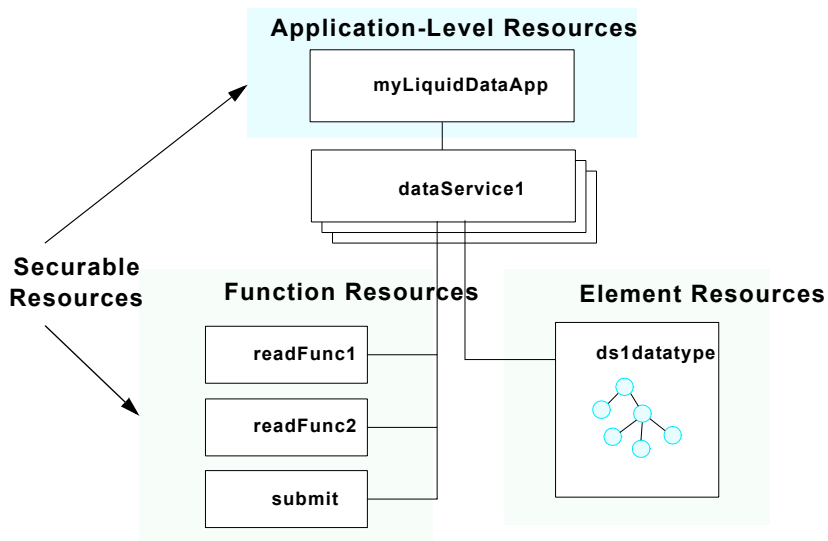 Application-Level Resources
myLiquidDataApp
dataService1
Securable
Resources
Function Resources
Element Resources
readFunc1
ds1datatype
readFunc2
submit